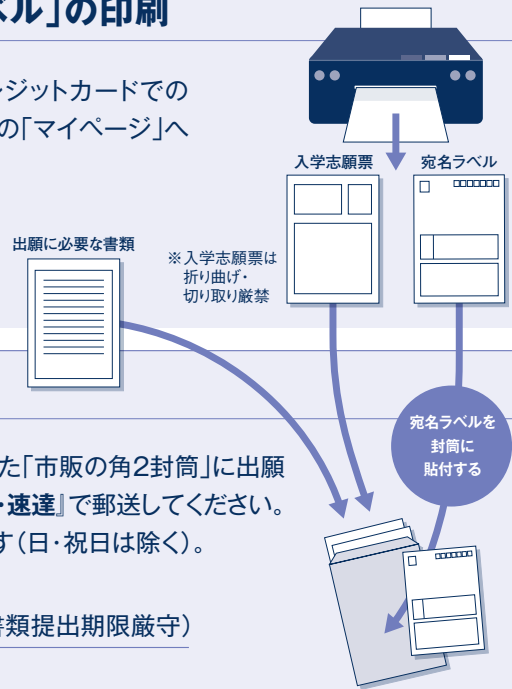 ベル」の印刷
レジットカードでの
の「マイページ」へ
入学志願票
宛名ラベル
出願に必要な書類
※入学志願票は
折り曲げ・
切り取り厳禁
宛名ラベルを
封筒に
貼付する
た「市販の角2封筒」に出願
・速達』で郵送してください。
す(日・祝日は除く)。
書類提出期限厳守)